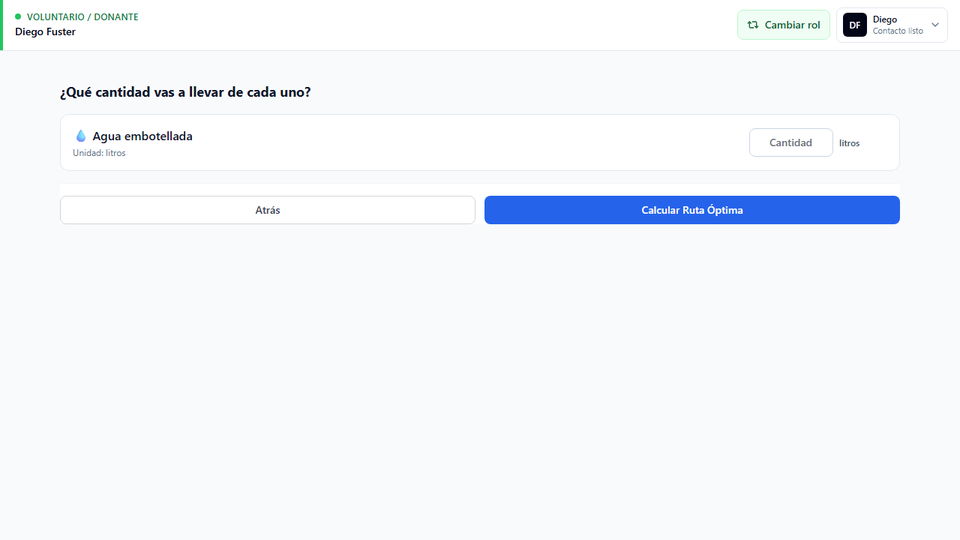 VOLUNTARIO / DONANTE
Diego Fuster
Cambiar rol
DF
Diego
Contacto listo
¿Qué cantidad vas a llevar de cada uno?
Agua embotellada
Unidad: litros
Cantidad
litros
Atrás
Calcular Ruta Óptima